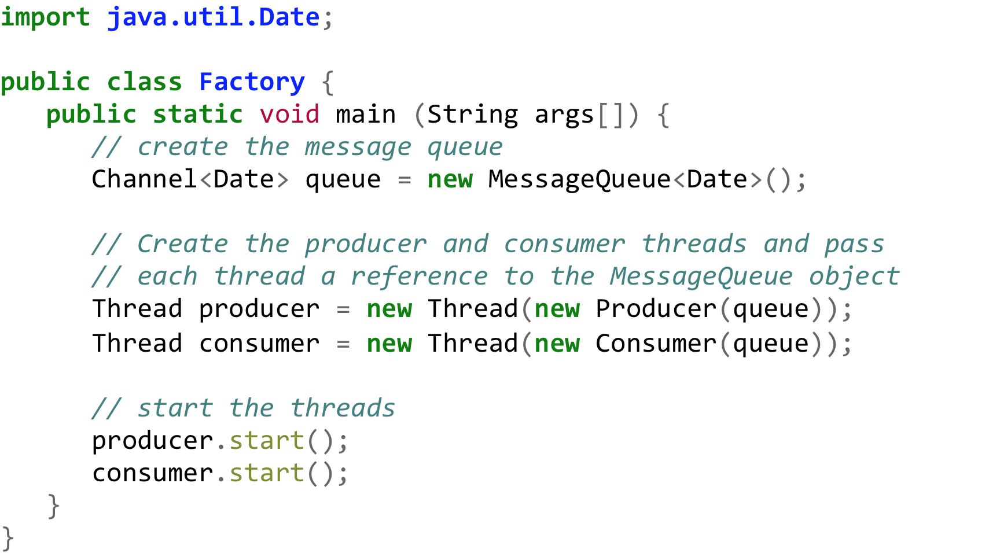 import java.util.Date;
public class Factory {
public static void main (String args[]) {
// create the message queue
Channel<Date> queue = new MessageQueue<Date>();
// Create the producer and consumer threads and pass
// each thread a reference to the MessageQueue object
Thread producer = new Thread(new Producer(queue));
Thread consumer = new Thread(new Consumer(queue));
// start the threads
producer.start();
consumer.start();
}
}